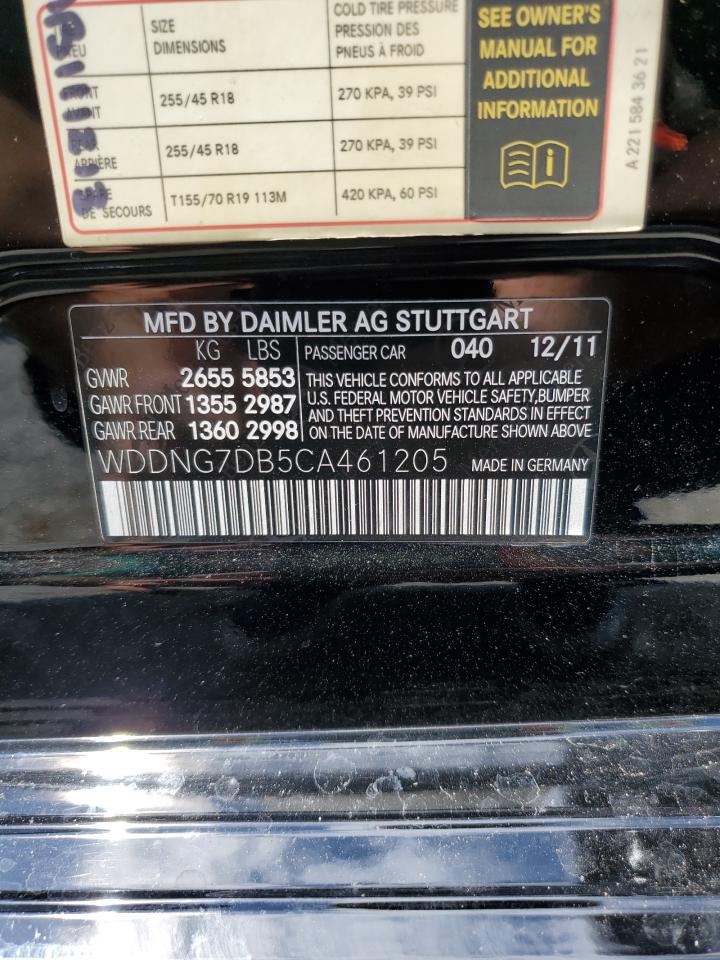 COLD TIRE PRESSURE
PRESSION DES
PNEUS À FROID
SIZE
DIMENSIONS
PNEU
FRONT
AVANT
255/45 R18
270 KPA, 39 PSI
REAR
ARRIÈRE
255/45 R18
270 KPA, 39 PSI
SPARE
DE SECOURS
T155/70 R19 113M
420 KPA, 60 PSI
SEE OWNER'S
MANUAL FOR
ADDITIONAL
INFORMATION
A 221 584 36 21
MFD BY DAIMLER AG STUTTGART
KG LBS
GVWR 2655 5853
GAWR FRONT 1355 2987
GAWR REAR 1360 2998
PASSENGER CAR 040 12/11
THIS VEHICLE CONFORMS TO ALL APPLICABLE
U.S. FEDERAL MOTOR VEHICLE SAFETY, BUMPER
AND THEFT PREVENTION STANDARDS IN EFFECT
ON THE DATE OF MANUFACTURE SHOWN ABOVE
WDDNG7DB5CA461205 MADE IN GERMANY